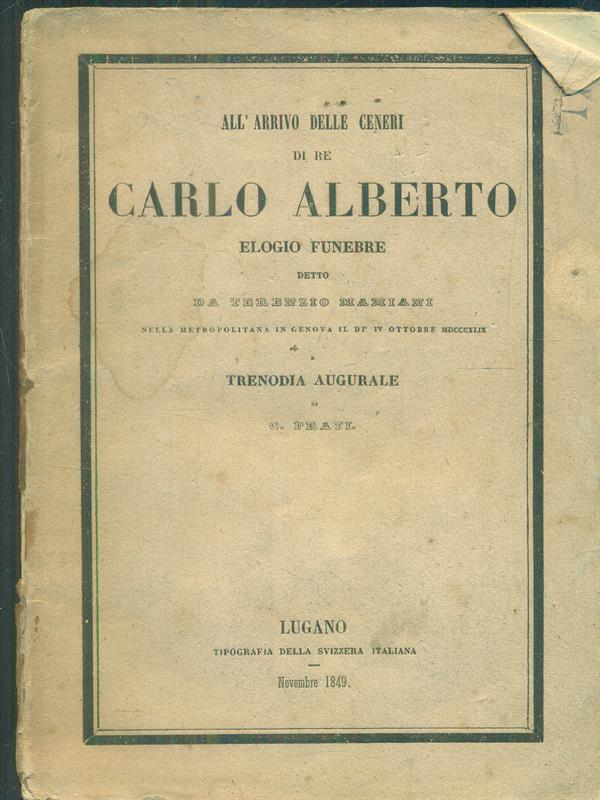 ALL' ARRIVO DELLE CENERI
DI RE
CARLO ALBERTO
ELOGIO FUNEBRE
DETTO
DA TERENZIO MAMIANI
NELLA METROPOLITANA IN GENOVA IL DI' IV OTTOBRE MDCCCXLIX
E
TRENODIA AUGURALE
DI
G. PRATI.
LUGANO
TIPOGRAFIA DELLA SVIZZERA ITALIANA
Novembre 1849.